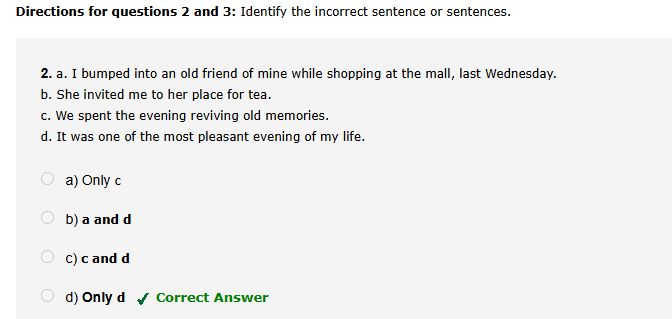 Directions for questions 2 and 3: Identify the incorrect sentence or sentences.
2. a. I bumped into an old friend of mine while shopping at the mall, last Wednesday.
b. She invited me to her place for tea.
c. We spent the evening reviving old memories.
d. It was one of the most pleasant evening of my life.
a) Only c
b) a and d
c) c and d
d) Only d ✓ Correct Answer